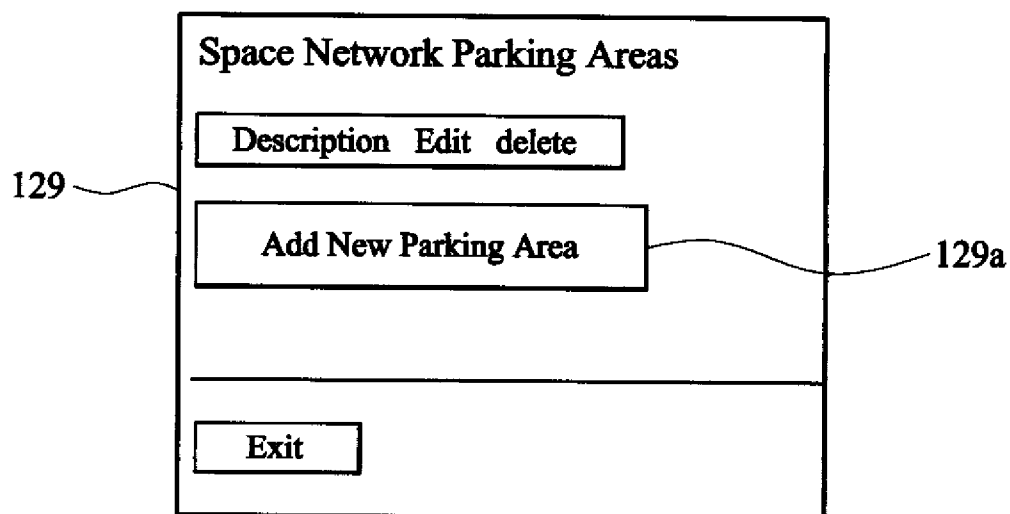 Space Network Parking Areas
Description Edit delete
129
Add New Parking Area
129a
Exit